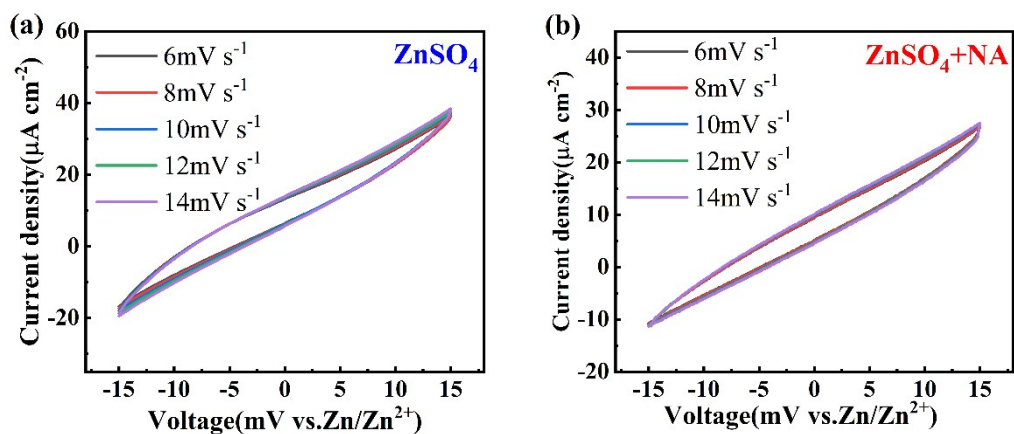 (a)
ZnSO₄
6mV s⁻¹
8mV s⁻¹
10mV s⁻¹
12mV s⁻¹
14mV s⁻¹
Current density(μA cm⁻²)
60
40
20
0
-20
-15 -10 -5 0 5 10 15
Voltage(mV vs.Zn/Zn²⁺)
(b)
ZnSO₄+NA
6mV s⁻¹
8mV s⁻¹
10mV s⁻¹
12mV s⁻¹
14mV s⁻¹
Current density(μA cm⁻²)
40
30
20
10
0
-10
-20
-15 -10 -5 0 5 10 15
Voltage(mV vs.Zn/Zn²⁺)